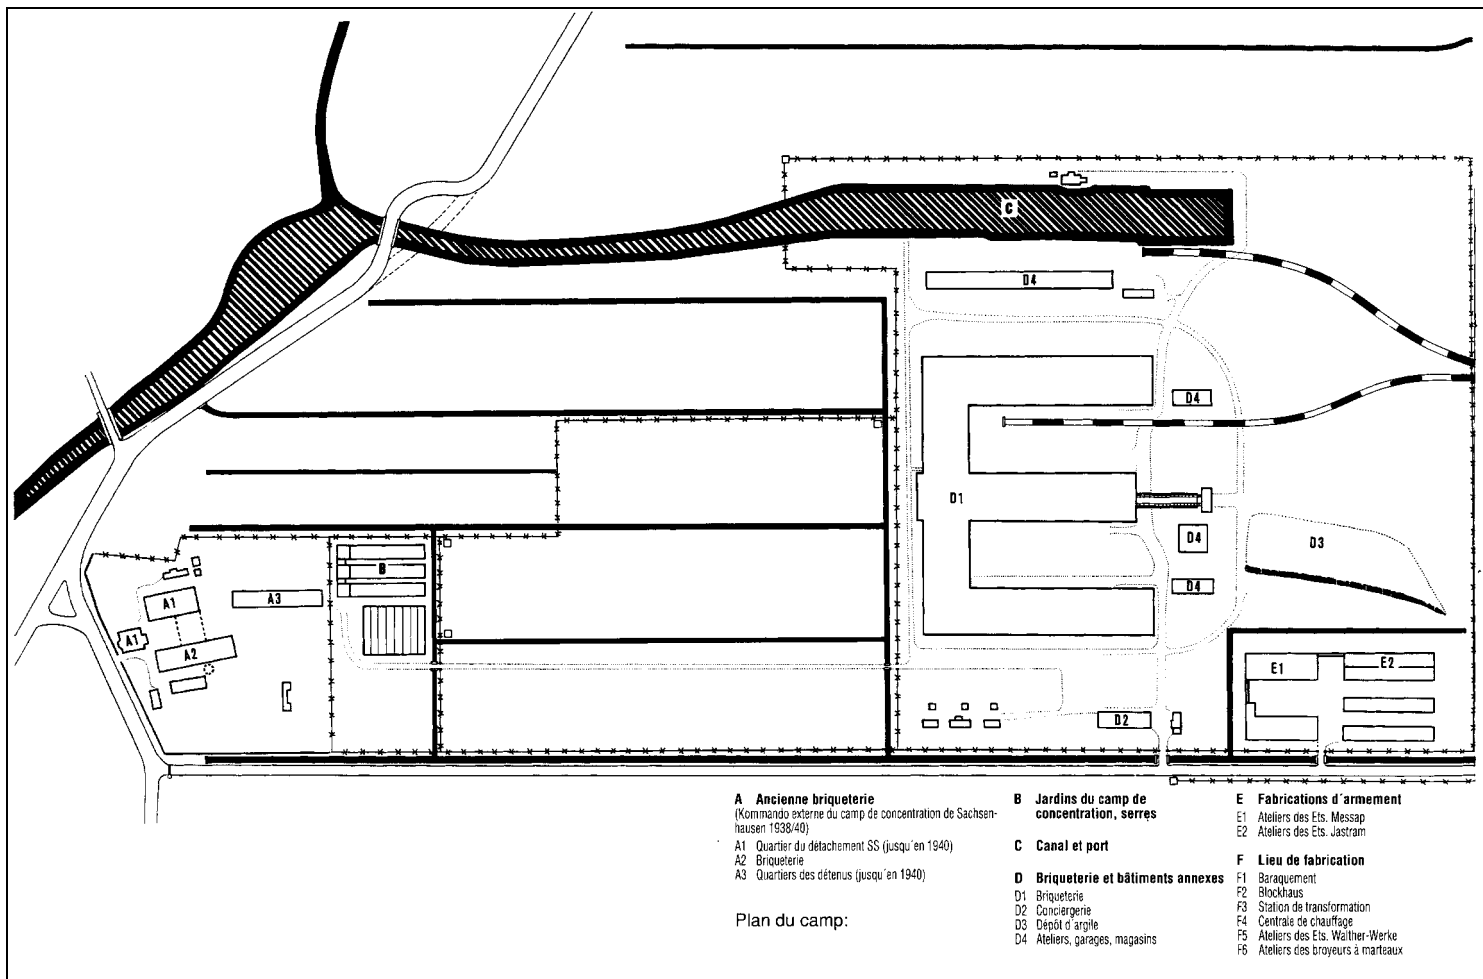 C
D4
D4
D1
D4
D3
B
A1
A3
D4
A1
A2
E1
E2
D2
A Ancienne briqueterie
(Kommando externe du camp de concentration de Sachsen-
hausen 1938/40)
A1 Quartier du détachement SS (jusqu'en 1940)
A2 Briqueterie
A3 Quartiers des détenus (jusqu'en 1940)
Plan du camp:
B Jardins du camp de
concentration, serres
C Canal et port
D Briqueterie et bâtiments annexes
D1 Briqueterie
D2 Conciergerie
D3 Dépôt d'argile
D4 Ateliers, garages, magasins
E Fabrications d'armement
E1 Ateliers des Ets. Messap
E2 Ateliers des Ets. Jastram
F Lieu de fabrication
F1 Baraquement
F2 Blockhaus
F3 Station de transformation
F4 Centrale de chauffage
F5 Ateliers des Ets. Walther-Werke
F6 Ateliers des broyeurs à marteaux